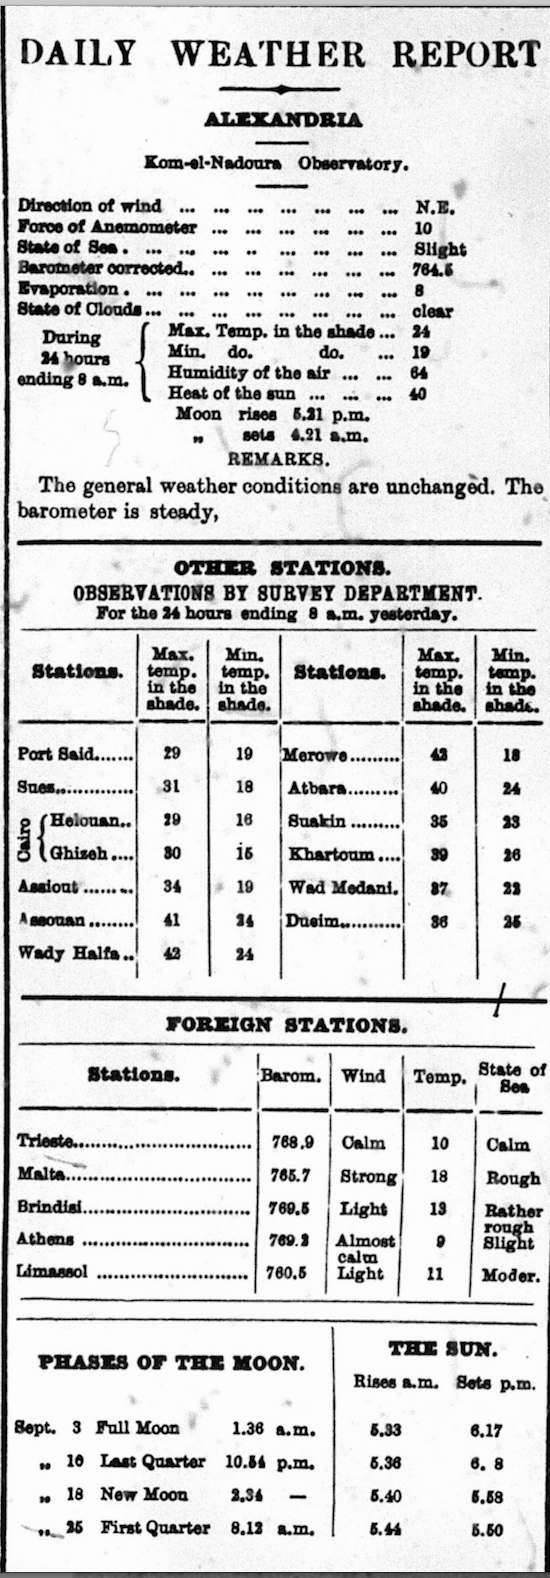 DAILY WEATHER REPORT
ALEXANDRIA
Kom-el-Nadoura Observatory.
Direction of wind ... ... ... ... ... ... ... N.E.
Force of Anemometer ... ... ... ... ... ... 10
State of Sea . ... ... ... ... ... ... ... ... Slight
Barometer corrected.. ... ... ... ... ... ... 764.5
Evaporation . ... ... ... ... ... ... ... ... 8
State of Clouds ... ... ... ... ... ... ... ... clear
During 24 hours ending 8 a.m.
Max. Temp. in the shade ... 24
Min. do. do. ... 19
Humidity of the air ... ... 64
Heat of the sun ... ... ... 40
Moon rises 5.21 p.m.
„ sets 4.21 a.m.
REMARKS.
The general weather conditions are unchanged. The
barometer is steady,
OTHER STATIONS.
OBSERVATIONS BY SURVEY DEPARTMENT.
For the 24 hours ending 8 a.m. yesterday.
Stations. Max. temp. in the shade. Min. temp. in the shade. Stations. Max. temp. in the shade. Min. temp. in the shade.
Port Said....... 29 19 Merowe......... 42 18
Suez.............. 31 18 Atbara......... 40 24
Cairo { Helouan.. 29 16 Suakin ......... 35 23
Ghizeh .... 30 15 Khartoum .... 39 26
Assiout ........ 34 19 Wad Medani. 37 22
Assouan ........ 41 24 Dueim........... 36 25
Wady Halfa .. 42 24
FOREIGN STATIONS.
Stations. Barom. Wind Temp. State of Sea
Trieste................................ 768.9 Calm 10 Calm
Malta................................ 765.7 Strong 18 Rough
Brindisi................................ 769.5 Light 13 Rather rough
Athens ................................ 769.2 Almost calm 9 Slight
Limassol ............................ 760.5 Light 11 Moder.
PHASES OF THE MOON. THE SUN.
Rises a.m. Sets p.m.
Sept. 3 Full Moon 1.36 a.m. 5.33 6.17
„ 10 Last Quarter 10.54 p.m. 5.36 6. 8
„ 18 New Moon 2.34 — 5.40 5.58
„ 25 First Quarter 8.12 a.m. 5.44 5.50